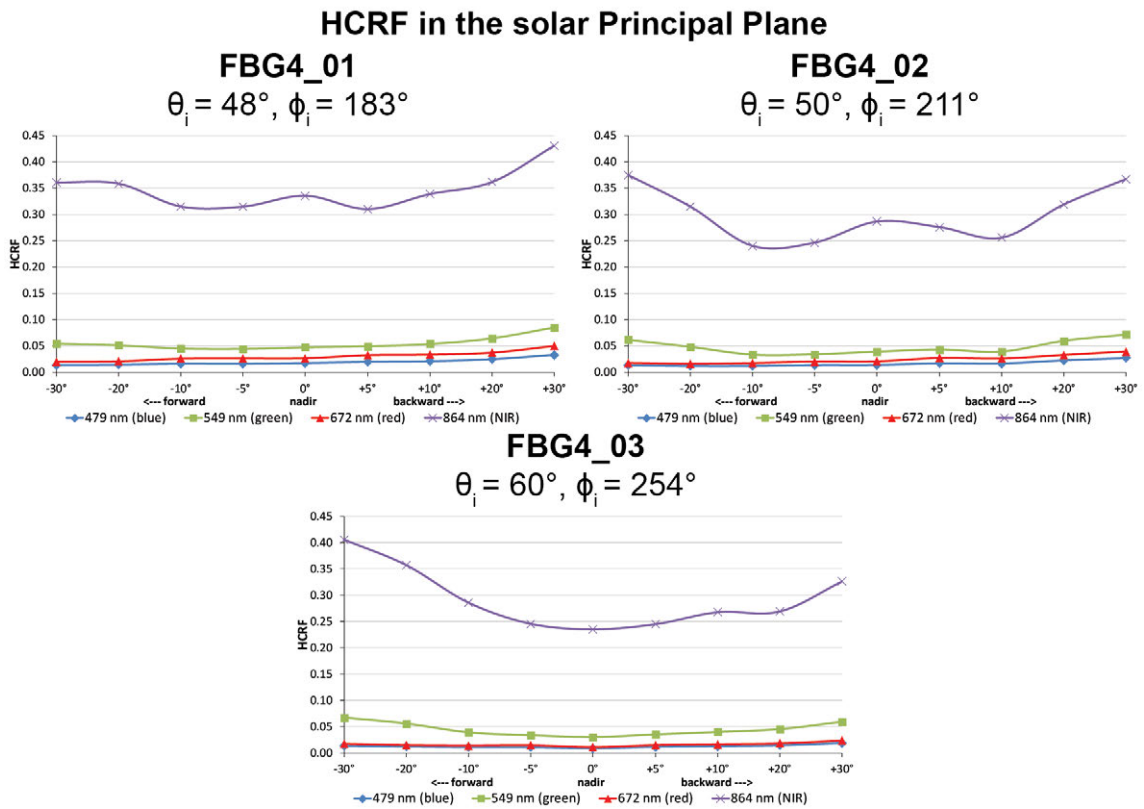 HCRF in the solar Principal Plane
FBG4_01
θi = 48°, ϕi = 183°
0.45
0.40
0.35
0.30
0.25
0.20
0.15
0.10
0.05
0.00
HCRF
-30° -20° -10° -5° 0° +5° +10° +20° +30°
<--- forward nadir backward --->
479 nm (blue) 549 nm (green) 672 nm (red) 864 nm (NIR)
FBG4_02
θi = 50°, ϕi = 211°
0.45
0.40
0.35
0.30
0.25
0.20
0.15
0.10
0.05
0.00
HCRF
-30° -20° -10° -5° 0° +5° +10° +20° +30°
<--- forward nadir backward --->
479 nm (blue) 549 nm (green) 672 nm (red) 864 nm (NIR)
FBG4_03
θi = 60°, ϕi = 254°
0.45
0.40
0.35
0.30
0.25
0.20
0.15
0.10
0.05
0.00
HCRF
-30° -20° -10° -5° 0° +5° +10° +20° +30°
<--- forward nadir backward --->
479 nm (blue) 549 nm (green) 672 nm (red) 864 nm (NIR)